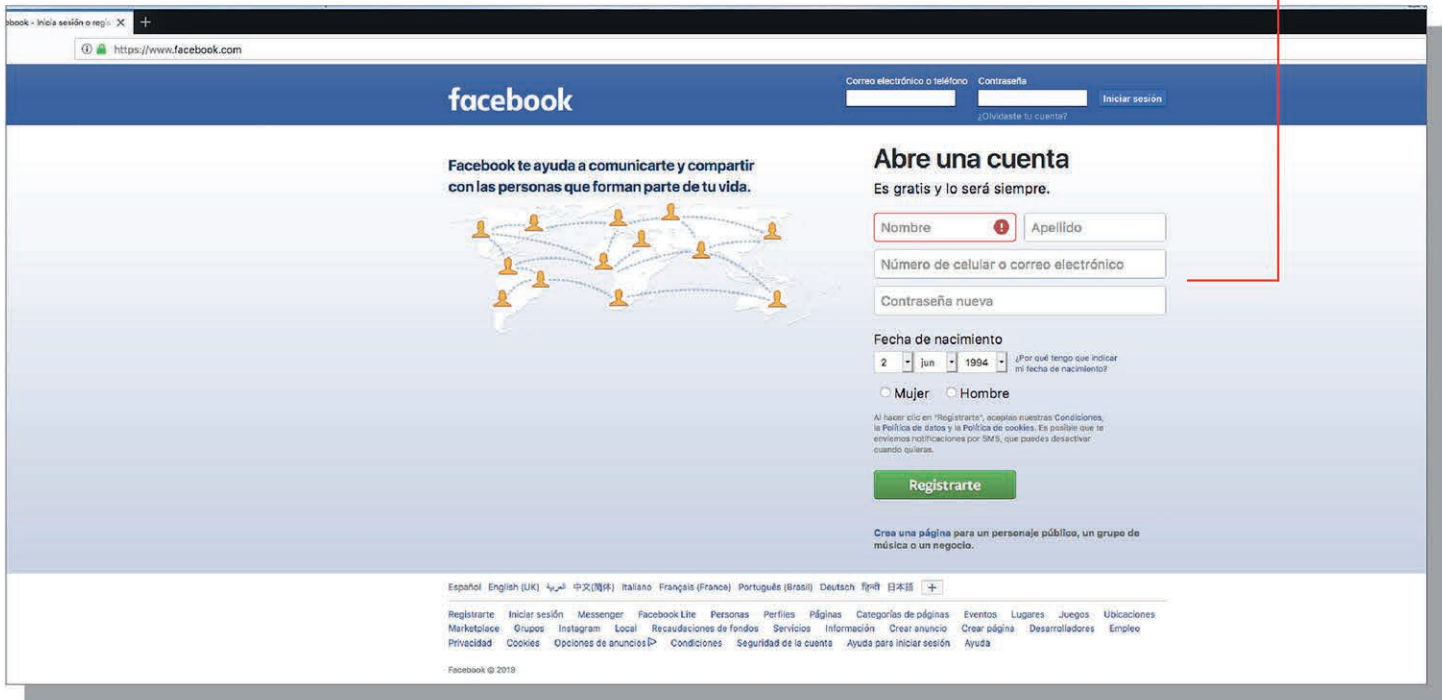 ebook - Inicia sesión o regis
https://www.facebook.com
facebook
Correo electrónico o teléfono
Contraseña
Iniciar sesión
¿Olvidaste tu cuenta?
Facebook te ayuda a comunicarte y compartir
con las personas que forman parte de tu vida.
Abre una cuenta
Es gratis y lo será siempre.
Nombre
Apellido
Número de celular o correo electrónico
Contraseña nueva
Fecha de nacimiento
2 jun 1994
¿Por qué tengo que indicar
mi fecha de nacimiento?
Mujer Hombre
Al hacer clic en "Registrarte", aceptas nuestras Condiciones,
la Política de datos y la Política de cookies. Es posible que te
enviemos notificaciones por SMS, que puedes desactivar
cuando quieras.
Registrarte
Crea una página para un personaje público, un grupo de
música o un negocio.
Español English (UK) العربية 中文(简体) Italiano Français (France) Português (Brasil) Deutsch हिन्दी 日本語 +
Registrarte Iniciar sesión Messenger Facebook Lite Personas Perfiles Páginas Categorías de páginas Eventos Lugares Juegos Ubicaciones
Marketplace Grupos Instagram Local Recaudaciones de fondos Servicios Información Crear anuncio Crear página Desarrolladores Empleo
Privacidad Cookies Opciones de anuncios Condiciones Seguridad de la cuenta Ayuda para iniciar sesión Ayuda
Facebook © 2019